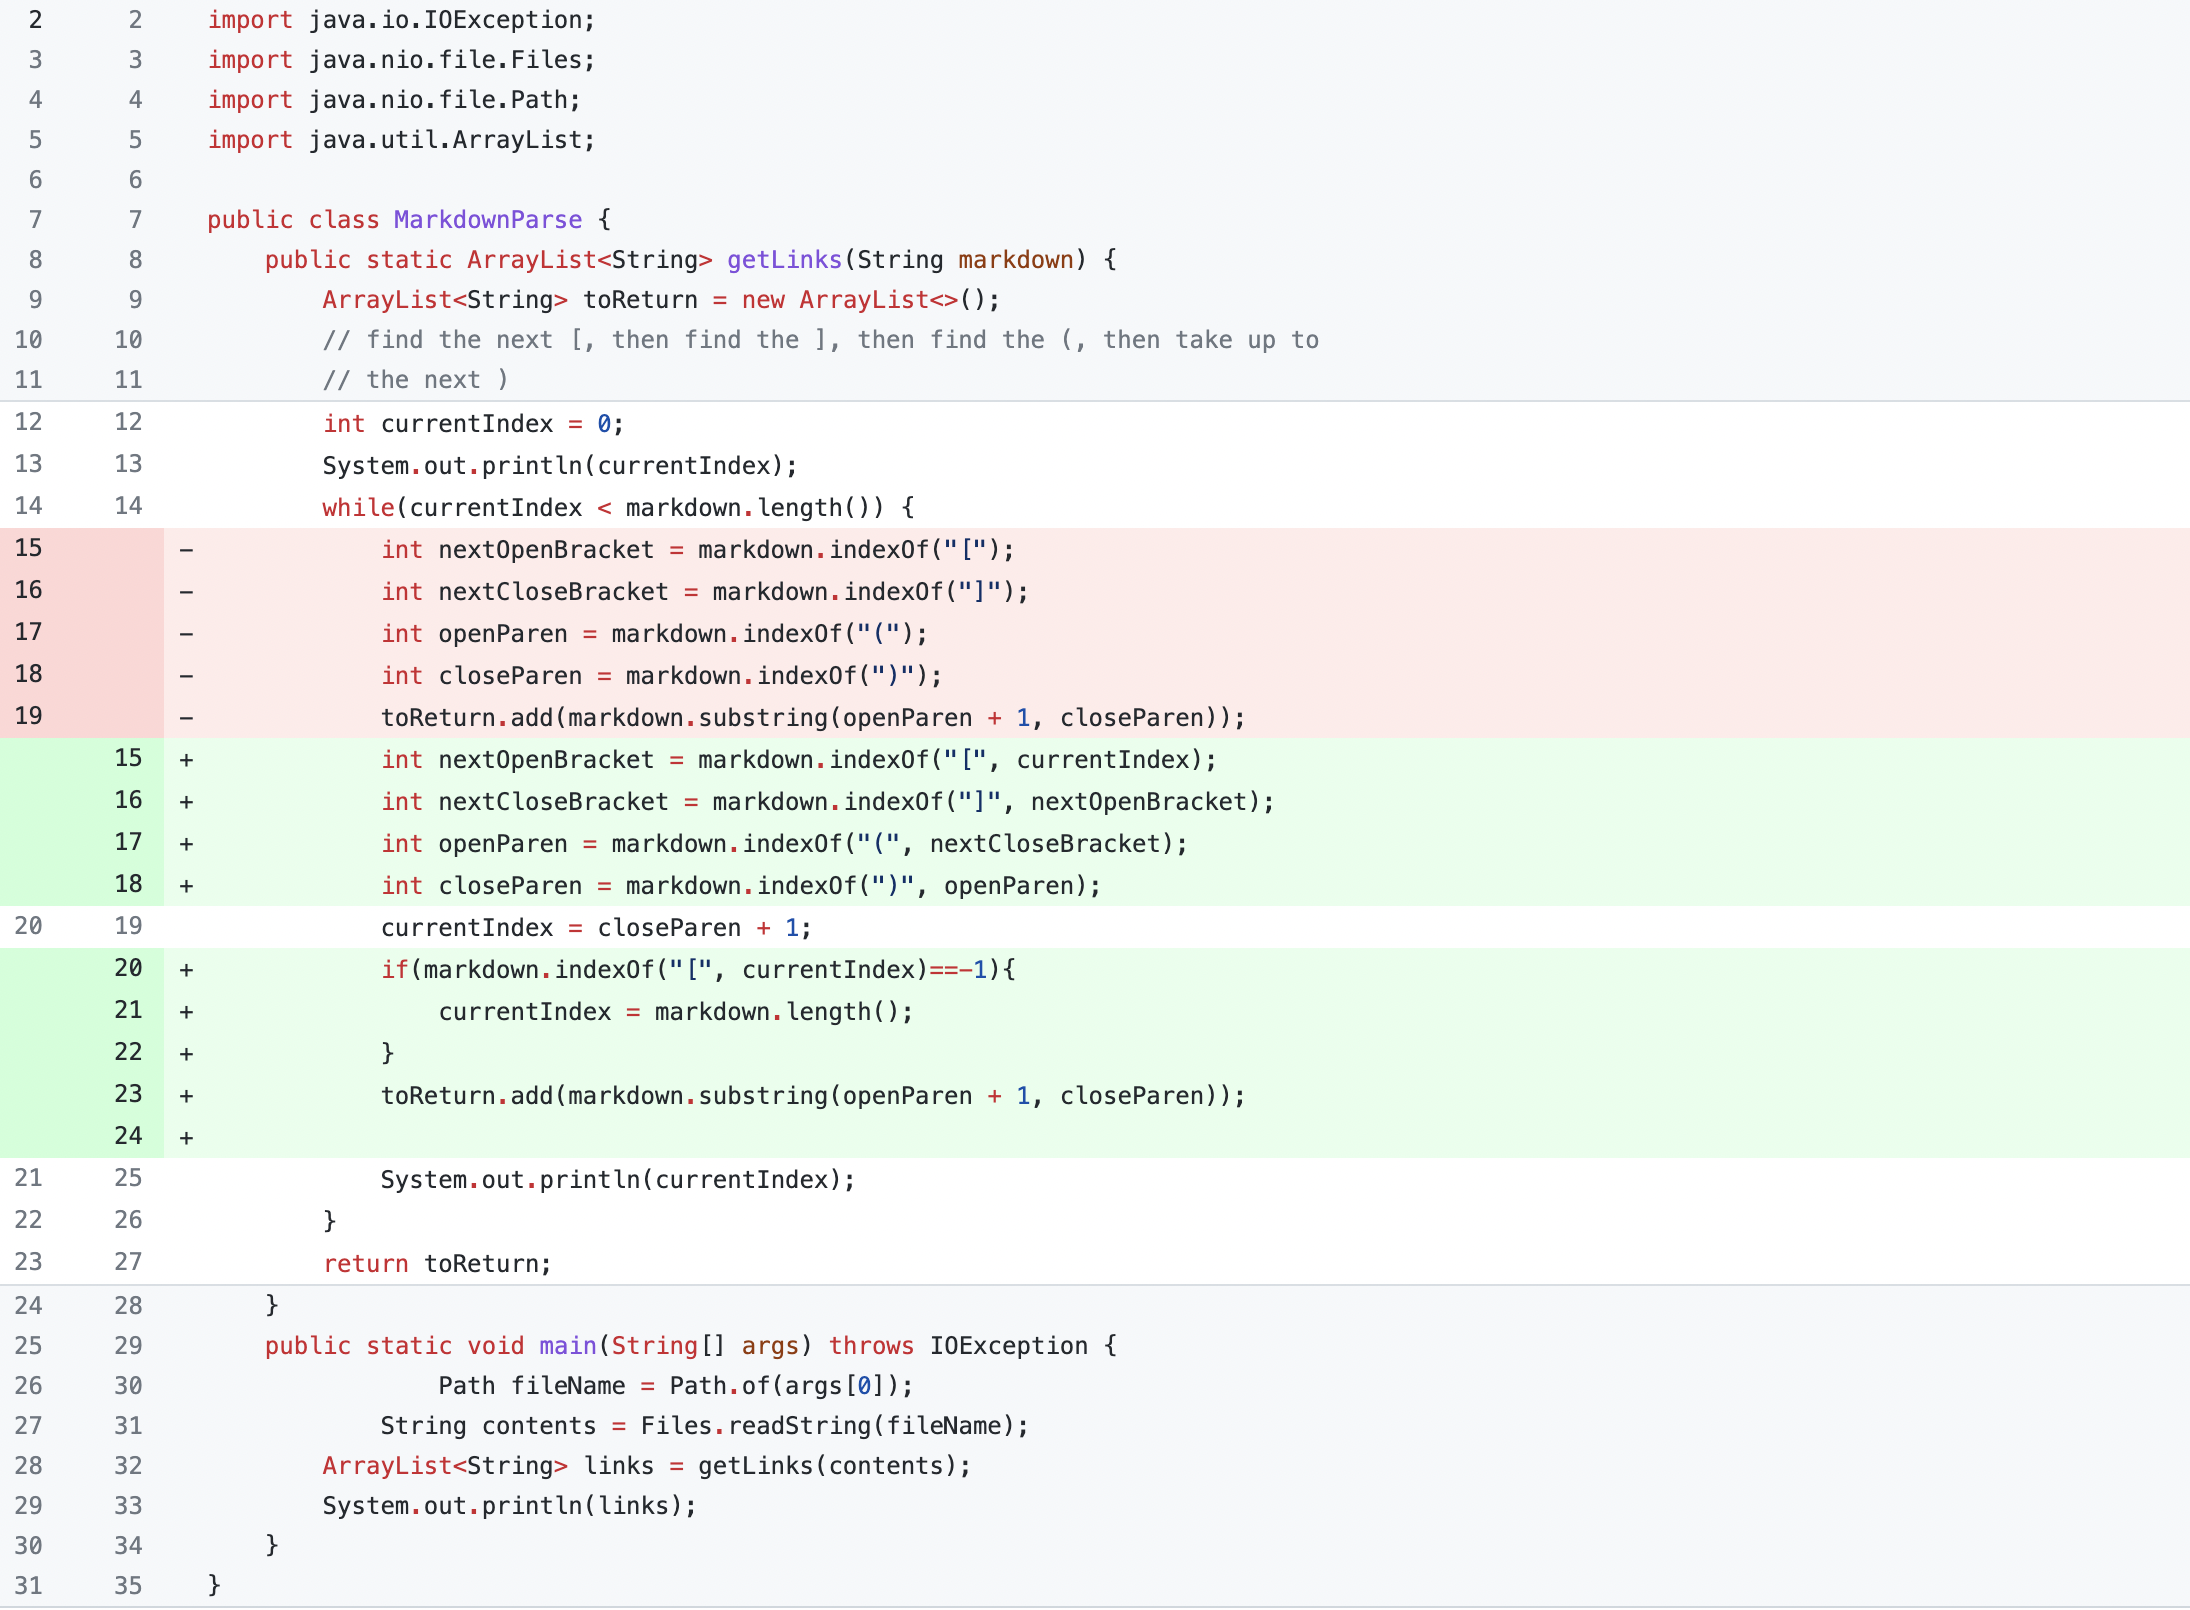 2 2 import java.io.IOException;
3 3 import java.nio.file.Files;
4 4 import java.nio.file.Path;
5 5 import java.util.ArrayList;
6 6
7 7 public class MarkdownParse {
8 8     public static ArrayList<String> getLinks(String markdown) {
9 9         ArrayList<String> toReturn = new ArrayList<>();
10 10         // find the next [, then find the ], then find the (, then take up to
11 11         // the next )
12 12         int currentIndex = 0;
13 13         System.out.println(currentIndex);
14 14         while(currentIndex < markdown.length()) {
15 -             int nextOpenBracket = markdown.indexOf("[");
16 -             int nextCloseBracket = markdown.indexOf("]");
17 -             int openParen = markdown.indexOf("(");
18 -             int closeParen = markdown.indexOf(")");
19 -             toReturn.add(markdown.substring(openParen + 1, closeParen));
15 +             int nextOpenBracket = markdown.indexOf("[", currentIndex);
16 +             int nextCloseBracket = markdown.indexOf("]", nextOpenBracket);
17 +             int openParen = markdown.indexOf("(", nextCloseBracket);
18 +             int closeParen = markdown.indexOf(")", openParen);
20 19             currentIndex = closeParen + 1;
20 +             if(markdown.indexOf("[", currentIndex)==-1){
21 +                 currentIndex = markdown.length();
22 +             }
23 +             toReturn.add(markdown.substring(openParen + 1, closeParen));
24 +
21 25             System.out.println(currentIndex);
22 26         }
23 27         return toReturn;
24 28     }
25 29     public static void main(String[] args) throws IOException {
26 30                 Path fileName = Path.of(args[0]);
27 31             String contents = Files.readString(fileName);
28 32         ArrayList<String> links = getLinks(contents);
29 33         System.out.println(links);
30 34     }
31 35 }